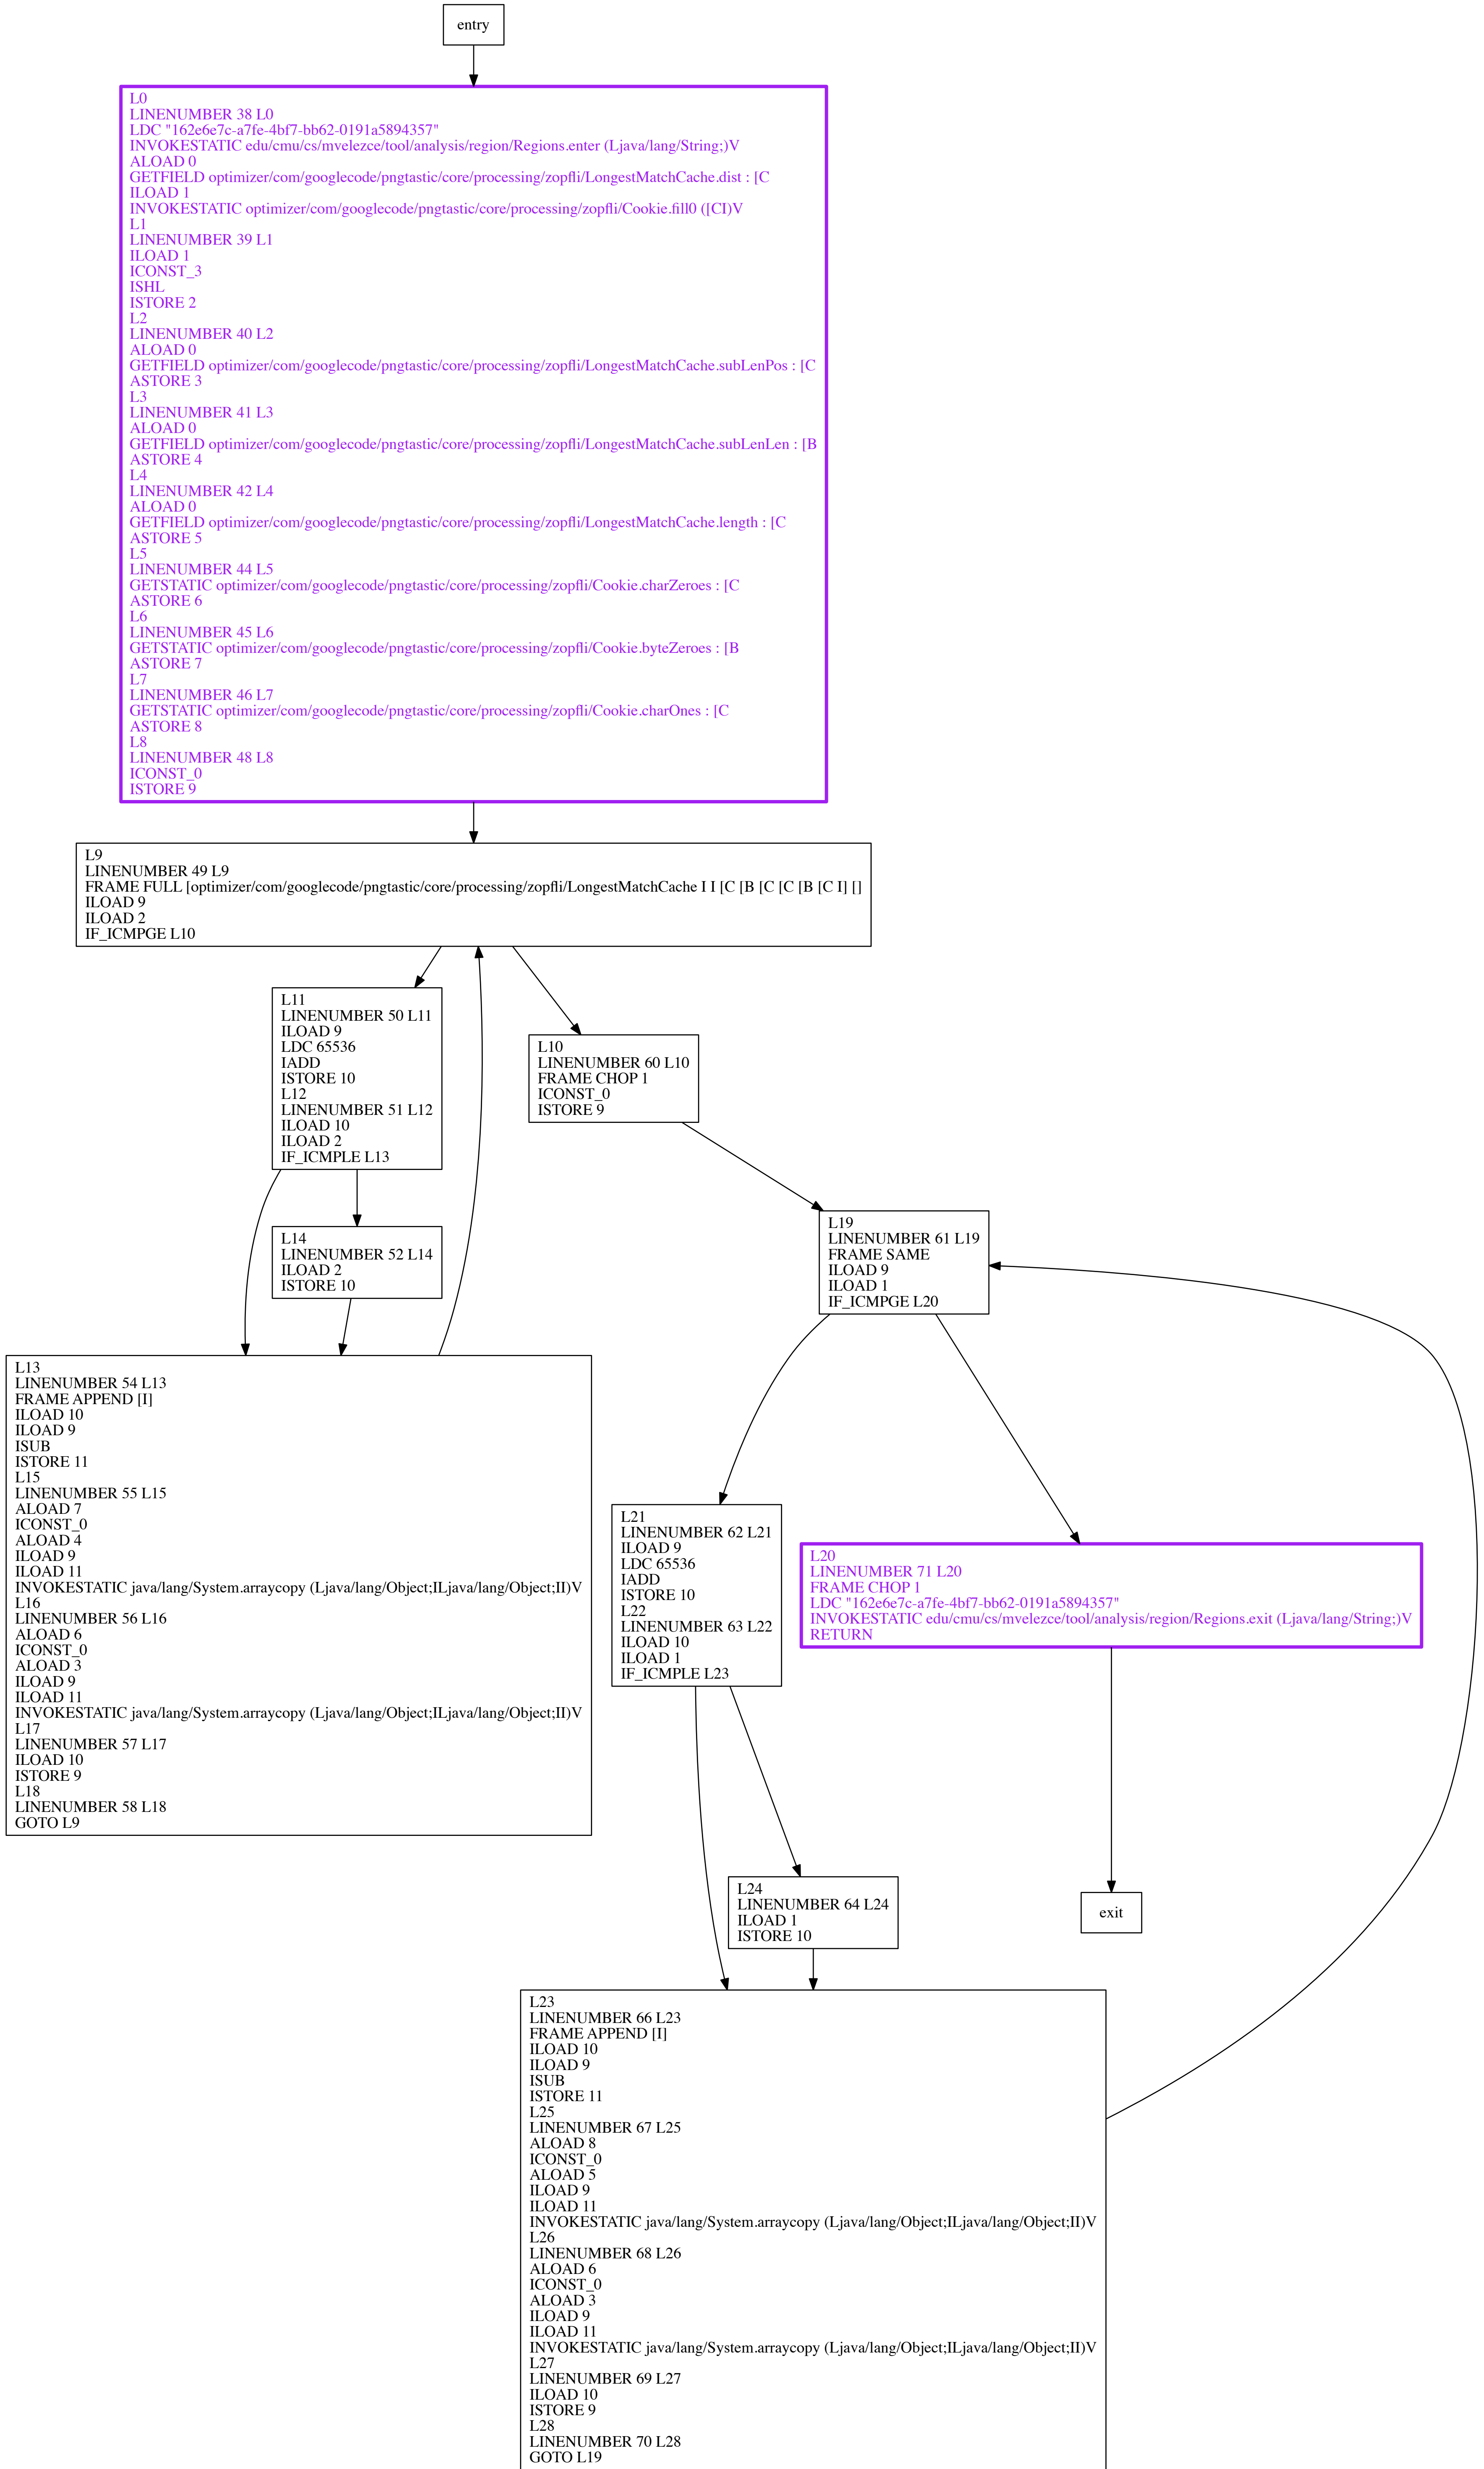 entry
L0
LINENUMBER 38 L0
LDC "162e6e7c-a7fe-4bf7-bb62-0191a5894357"
INVOKESTATIC edu/cmu/cs/mvelezce/tool/analysis/region/Regions.enter (Ljava/lang/String;)V
ALOAD 0
GETFIELD optimizer/com/googlecode/pngtastic/core/processing/zopfli/LongestMatchCache.dist : [C
ILOAD 1
INVOKESTATIC optimizer/com/googlecode/pngtastic/core/processing/zopfli/Cookie.fill0 ([CI)V
L1
LINENUMBER 39 L1
ILOAD 1
ICONST_3
ISHL
ISTORE 2
L2
LINENUMBER 40 L2
ALOAD 0
GETFIELD optimizer/com/googlecode/pngtastic/core/processing/zopfli/LongestMatchCache.subLenPos : [C
ASTORE 3
L3
LINENUMBER 41 L3
ALOAD 0
GETFIELD optimizer/com/googlecode/pngtastic/core/processing/zopfli/LongestMatchCache.subLenLen : [B
ASTORE 4
L4
LINENUMBER 42 L4
ALOAD 0
GETFIELD optimizer/com/googlecode/pngtastic/core/processing/zopfli/LongestMatchCache.length : [C
ASTORE 5
L5
LINENUMBER 44 L5
GETSTATIC optimizer/com/googlecode/pngtastic/core/processing/zopfli/Cookie.charZeroes : [C
ASTORE 6
L6
LINENUMBER 45 L6
GETSTATIC optimizer/com/googlecode/pngtastic/core/processing/zopfli/Cookie.byteZeroes : [B
ASTORE 7
L7
LINENUMBER 46 L7
GETSTATIC optimizer/com/googlecode/pngtastic/core/processing/zopfli/Cookie.charOnes : [C
ASTORE 8
L8
LINENUMBER 48 L8
ICONST_0
ISTORE 9
L9
LINENUMBER 49 L9
FRAME FULL [optimizer/com/googlecode/pngtastic/core/processing/zopfli/LongestMatchCache I I [C [B [C [C [B [C I] []
ILOAD 9
ILOAD 2
IF_ICMPGE L10
L11
LINENUMBER 50 L11
ILOAD 9
LDC 65536
IADD
ISTORE 10
L12
LINENUMBER 51 L12
ILOAD 10
ILOAD 2
IF_ICMPLE L13
L10
LINENUMBER 60 L10
FRAME CHOP 1
ICONST_0
ISTORE 9
L14
LINENUMBER 52 L14
ILOAD 2
ISTORE 10
L19
LINENUMBER 61 L19
FRAME SAME
ILOAD 9
ILOAD 1
IF_ICMPGE L20
L13
LINENUMBER 54 L13
FRAME APPEND [I]
ILOAD 10
ILOAD 9
ISUB
ISTORE 11
L15
LINENUMBER 55 L15
ALOAD 7
ICONST_0
ALOAD 4
ILOAD 9
ILOAD 11
INVOKESTATIC java/lang/System.arraycopy (Ljava/lang/Object;ILjava/lang/Object;II)V
L16
LINENUMBER 56 L16
ALOAD 6
ICONST_0
ALOAD 3
ILOAD 9
ILOAD 11
INVOKESTATIC java/lang/System.arraycopy (Ljava/lang/Object;ILjava/lang/Object;II)V
L17
LINENUMBER 57 L17
ILOAD 10
ISTORE 9
L18
LINENUMBER 58 L18
GOTO L9
L21
LINENUMBER 62 L21
ILOAD 9
LDC 65536
IADD
ISTORE 10
L22
LINENUMBER 63 L22
ILOAD 10
ILOAD 1
IF_ICMPLE L23
L20
LINENUMBER 71 L20
FRAME CHOP 1
LDC "162e6e7c-a7fe-4bf7-bb62-0191a5894357"
INVOKESTATIC edu/cmu/cs/mvelezce/tool/analysis/region/Regions.exit (Ljava/lang/String;)V
RETURN
L24
LINENUMBER 64 L24
ILOAD 1
ISTORE 10
exit
L23
LINENUMBER 66 L23
FRAME APPEND [I]
ILOAD 10
ILOAD 9
ISUB
ISTORE 11
L25
LINENUMBER 67 L25
ALOAD 8
ICONST_0
ALOAD 5
ILOAD 9
ILOAD 11
INVOKESTATIC java/lang/System.arraycopy (Ljava/lang/Object;ILjava/lang/Object;II)V
L26
LINENUMBER 68 L26
ALOAD 6
ICONST_0
ALOAD 3
ILOAD 9
ILOAD 11
INVOKESTATIC java/lang/System.arraycopy (Ljava/lang/Object;ILjava/lang/Object;II)V
L27
LINENUMBER 69 L27
ILOAD 10
ISTORE 9
L28
LINENUMBER 70 L28
GOTO L19